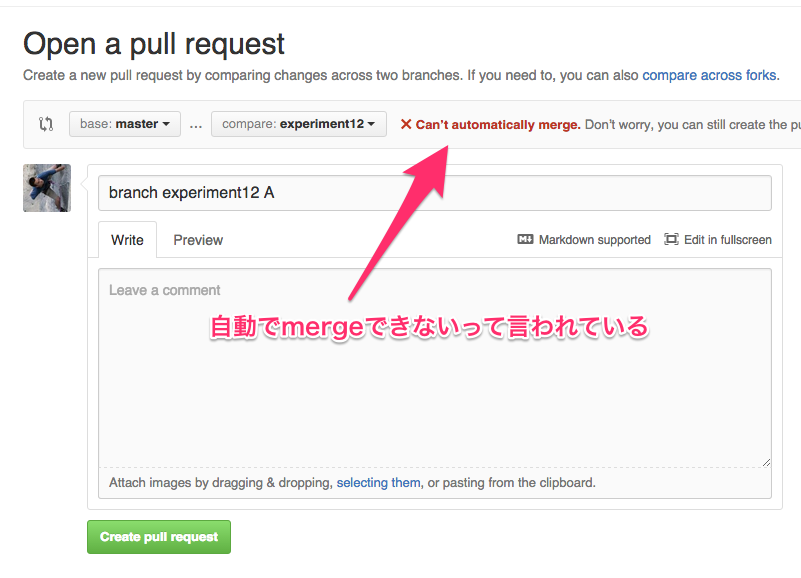 Open a pull request
Create a new pull request by comparing changes across two branches. If you need to, you can also compare across forks.
base: master ... compare: experiment12 Can't automatically merge. Don't worry, you can still create the
branch experiment12 A
Write Preview Markdown supported Edit in fullscreen
Leave a comment
自動でmergeできないって言われている
Attach images by dragging & dropping, selecting them, or pasting from the clipboard.
Create pull request